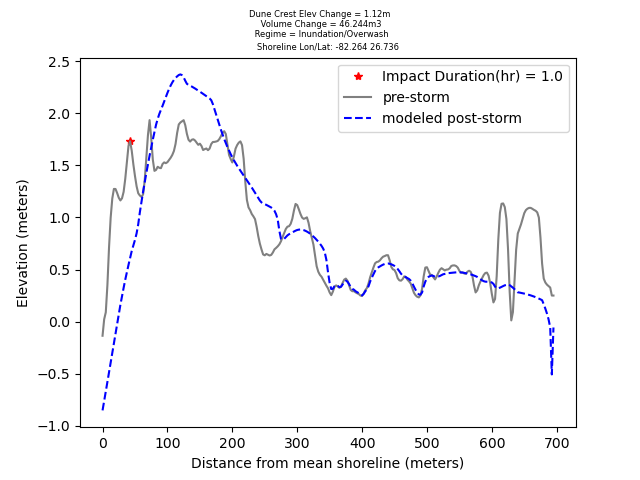 Dune Crest Elev Change = 1.12m
Volume Change = 46.244m3
Regime = Inundation/Overwash
Shoreline Lon/Lat: -82.264 26.736
Impact Duration(hr) = 1.0
pre-storm
modeled post-storm
Elevation (meters)
2.5
2.0
1.5
1.0
0.5
0.0
−0.5
−1.0
0 100 200 300 400 500 600 700
Distance from mean shoreline (meters)